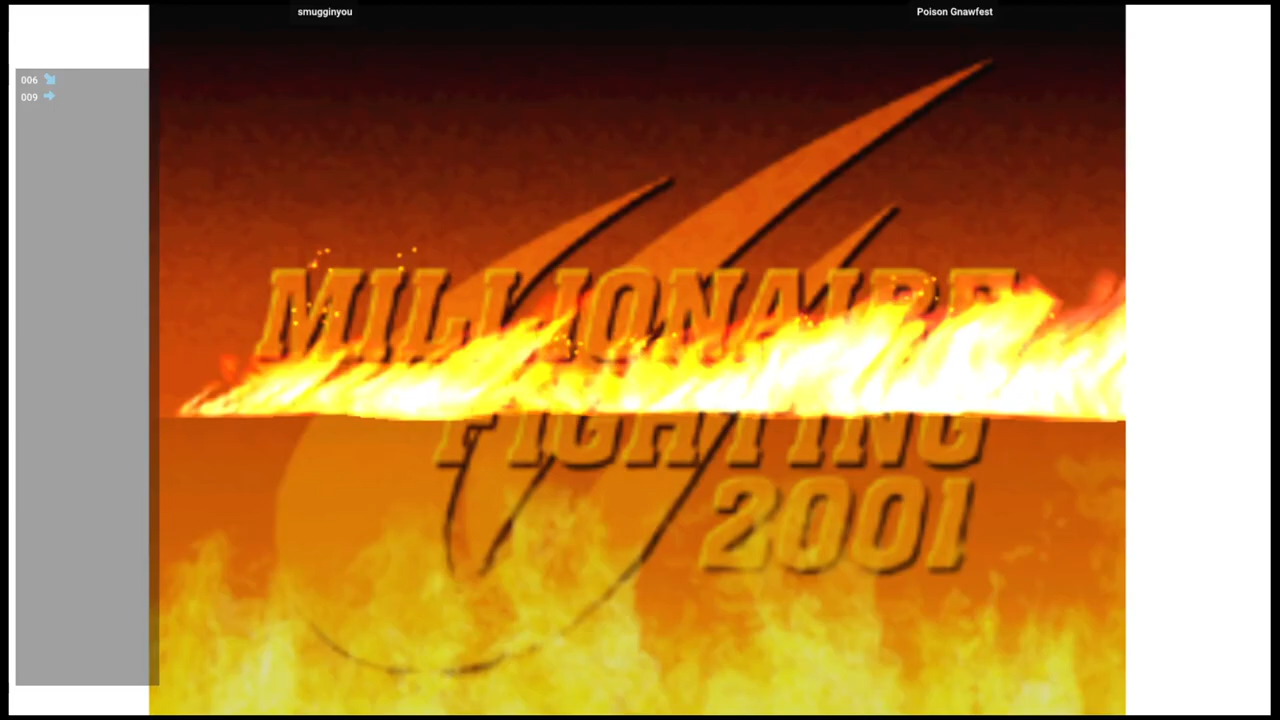 smugginyou
Poison Gnawfest
006
009
MILLIONAIRE
FIGHTING
2001